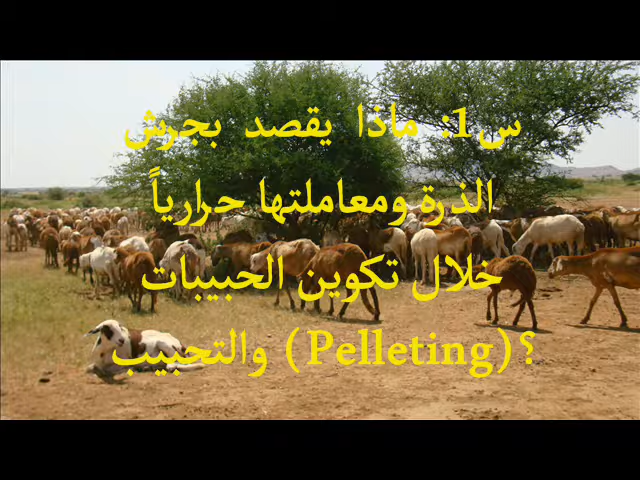 س1: ماذا يقصد بجرش
الذرة ومعاملتها حرارياً
خلال تكوين الحبيبات
والتحبيب (Pelleting)؟